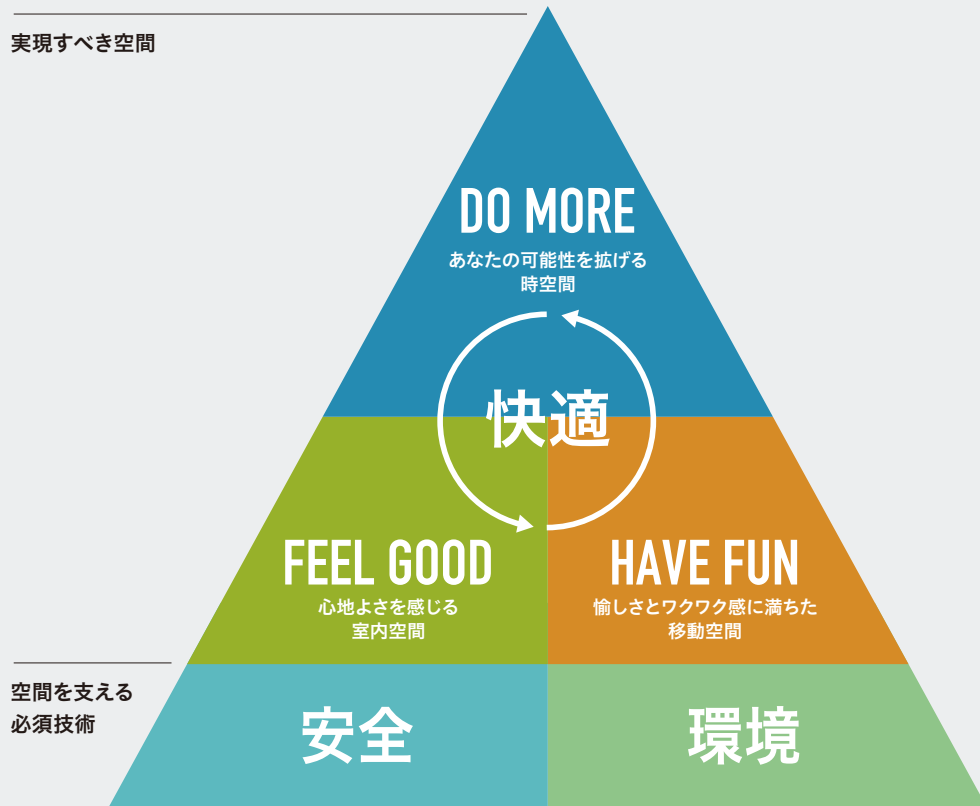 実現すべき空間
DO MORE
あなたの可能性を拡げる
時空間
快適
FEEL GOOD
心地よさを感じる
室内空間
HAVE FUN
愉しさとワクワク感に満ちた
移動空間
空間を支える
必須技術
安全
環境